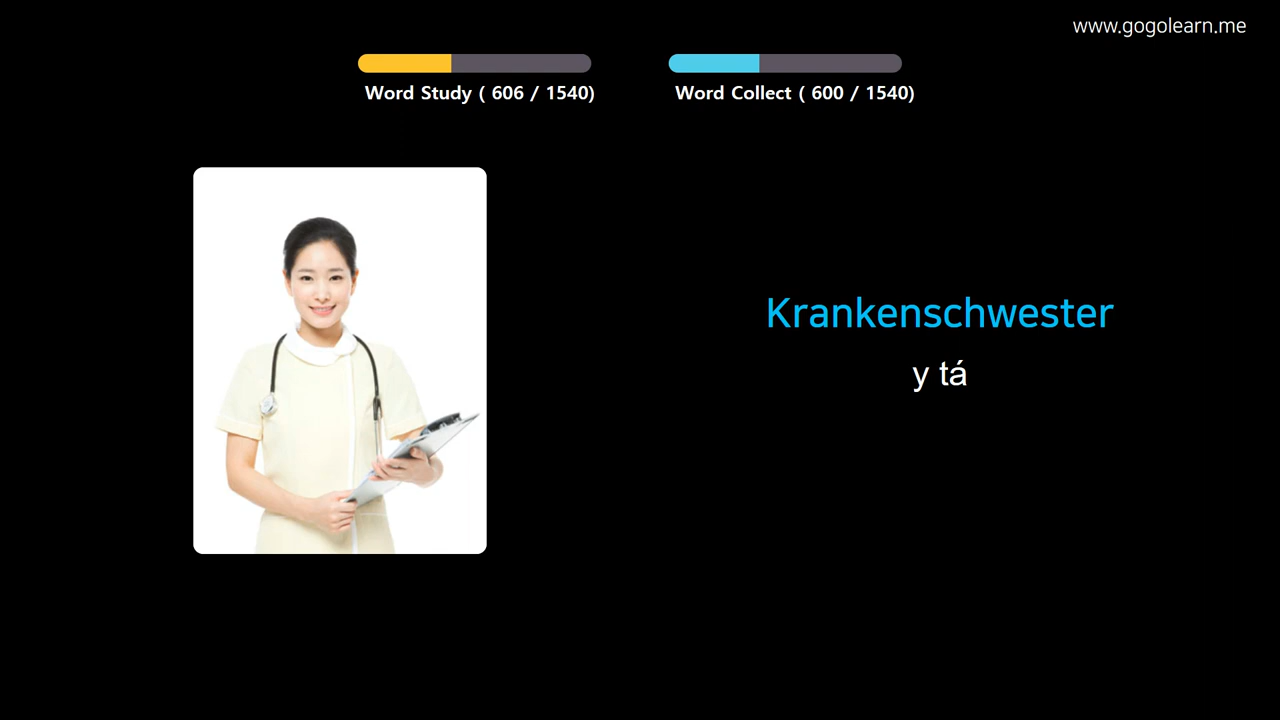 www.gogolearn.me
Word Study ( 606 / 1540)
Word Collect ( 600 / 1540)
Krankenschwester
y tá